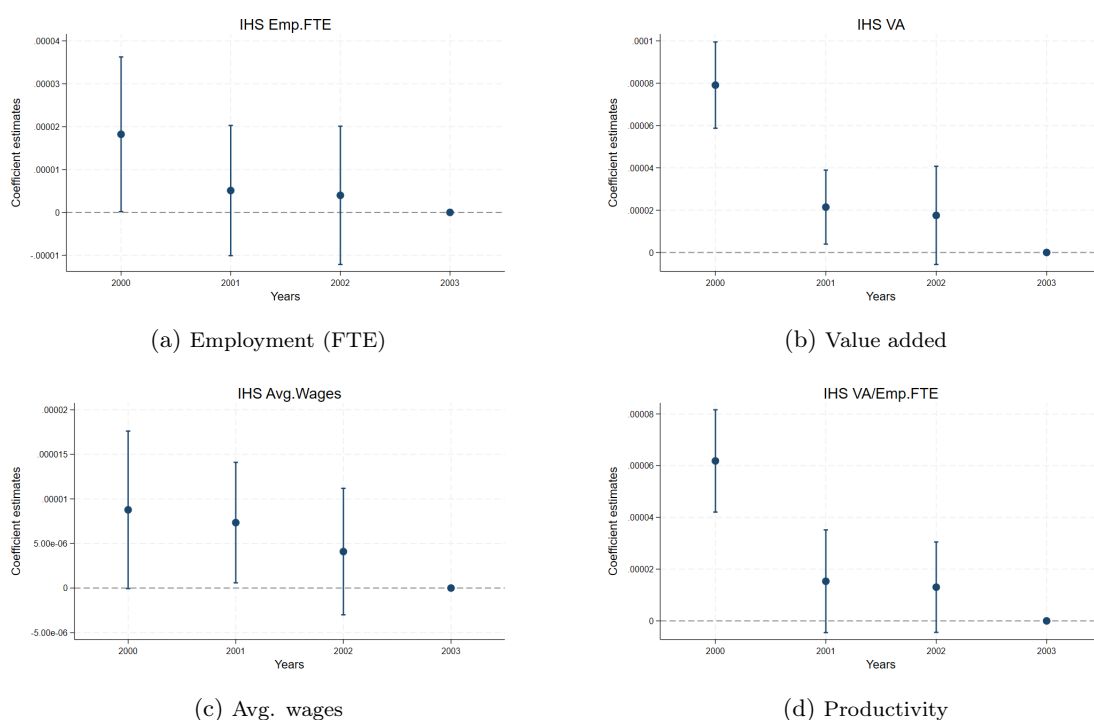 IHS Emp.FTE
.00004
.00003
.00002
.00001
0
-.00001
Coefficient estimates
2000 2001 2002 2003
Years
(a) Employment (FTE)
IHS VA
.0001
.00008
.00006
.00004
.00002
0
Coefficient estimates
2000 2001 2002 2003
Years
(b) Value added
IHS Avg.Wages
.00002
.000015
.00001
5.00e-06
0
-5.00e-06
Coefficient estimates
2000 2001 2002 2003
Years
(c) Avg. wages
IHS VA/Emp.FTE
.00008
.00006
.00004
.00002
0
Coefficient estimates
2000 2001 2002 2003
Years
(d) Productivity